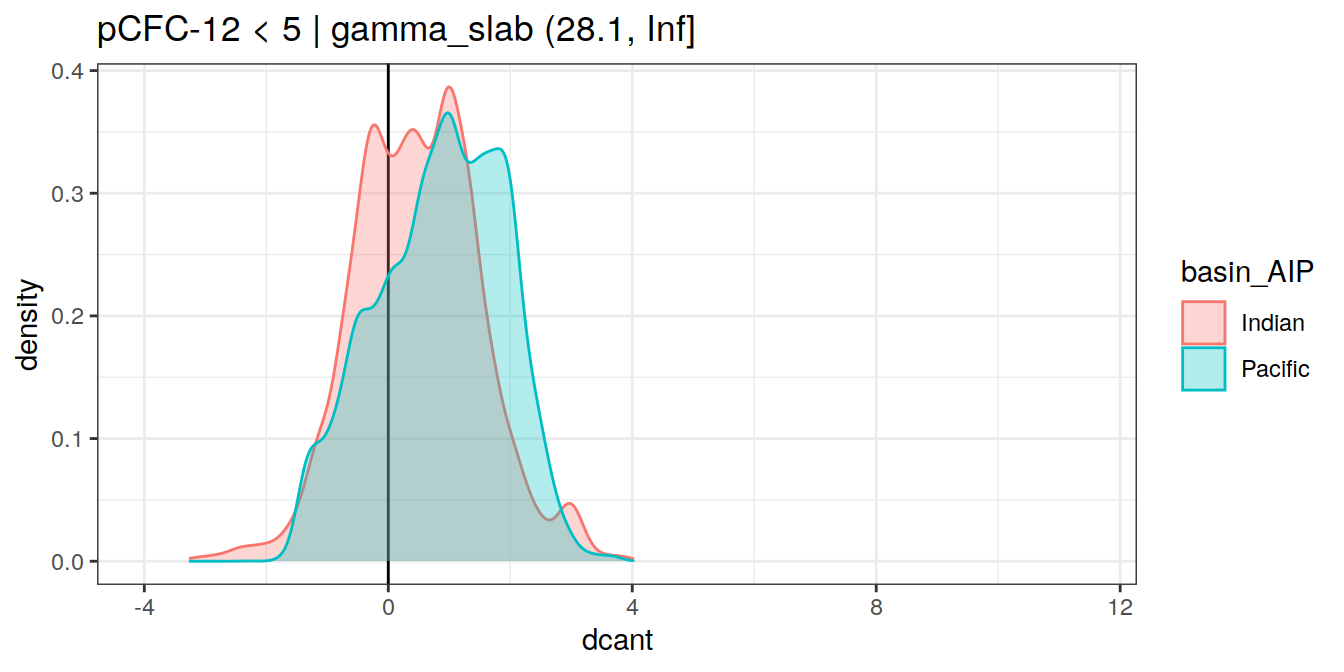 pCFC-12 < 5 | gamma_slab (28.1, Inf]
0.4
0.3
0.2
0.1
0.0
density
-4
0
4
8
12
dcant
basin_AIP
Indian
Pacific